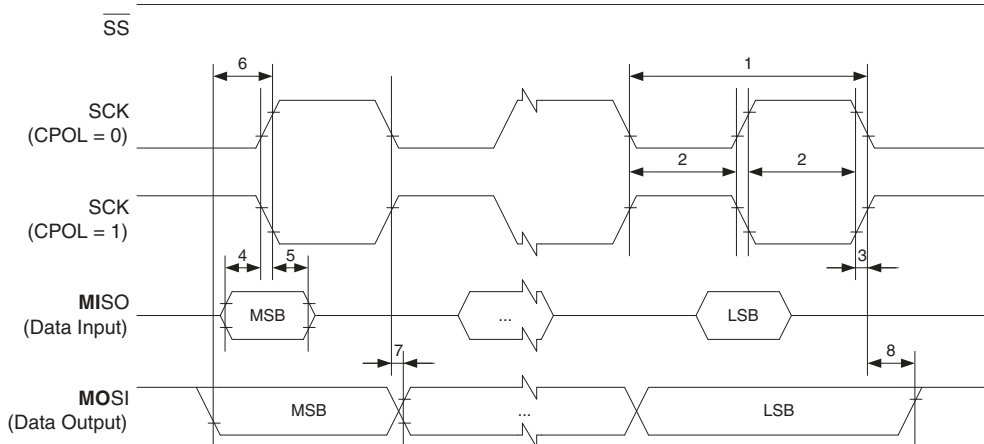 SS
6
1
SCK
(CPOL = 0)
2
2
SCK
(CPOL = 1)
4
5
3
MISO
(Data Input)
MSB
...
LSB
7
8
MOSI
(Data Output)
MSB
...
LSB